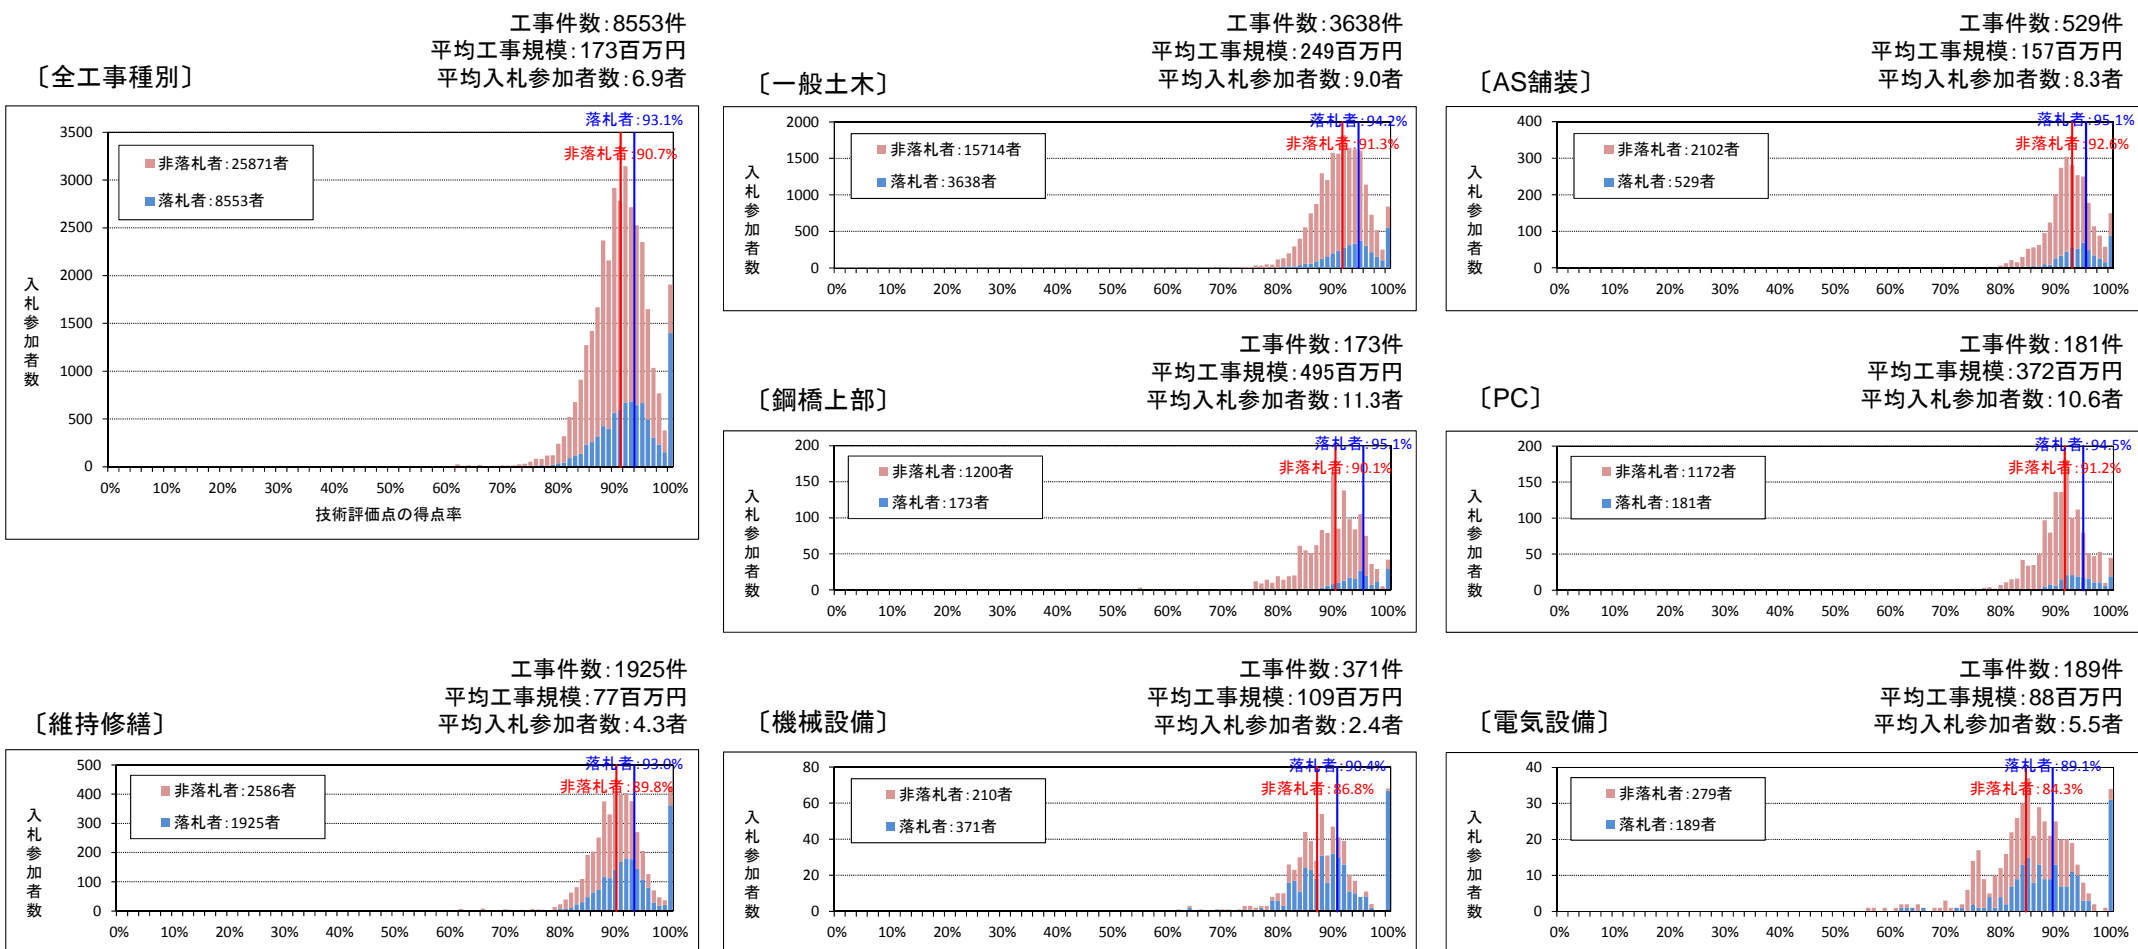 工事件数:8553件
平均工事規模:173百万円
平均入札参加者数:6.9者
〔全工事種別〕
落札者:93.1%
非落札者:90.7%
非落札者:25871者
落札者:8553者
入札参加者数
3500
3000
2500
2000
1500
1000
500
0
0% 10% 20% 30% 40% 50% 60% 70% 80% 90% 100%
技術評価点の得点率
工事件数:3638件
平均工事規模:249百万円
平均入札参加者数:9.0者
〔一般土木〕
落札者:94.2%
非落札者:91.3%
非落札者:15714者
落札者:3638者
入札参加者数
2000
1500
1000
500
0
0% 10% 20% 30% 40% 50% 60% 70% 80% 90% 100%
工事件数:529件
平均工事規模:157百万円
平均入札参加者数:8.3者
〔AS舗装〕
落札者:95.1%
非落札者:92.6%
非落札者:2102者
落札者:529者
入札参加者数
400
300
200
100
0
0% 10% 20% 30% 40% 50% 60% 70% 80% 90% 100%
工事件数:173件
平均工事規模:495百万円
平均入札参加者数:11.3者
〔鋼橋上部〕
落札者:95.1%
非落札者:90.1%
非落札者:1200者
落札者:173者
入札参加者数
200
150
100
50
0
0% 10% 20% 30% 40% 50% 60% 70% 80% 90% 100%
工事件数:181件
平均工事規模:372百万円
平均入札参加者数:10.6者
〔PC〕
落札者:94.5%
非落札者:91.2%
非落札者:1172者
落札者:181者
入札参加者数
200
150
100
50
0
0% 10% 20% 30% 40% 50% 60% 70% 80% 90% 100%
工事件数:1925件
平均工事規模:77百万円
平均入札参加者数:4.3者
〔維持修繕〕
落札者:93.0%
非落札者:89.8%
非落札者:2586者
落札者:1925者
入札参加者数
500
400
300
200
100
0
0% 10% 20% 30% 40% 50% 60% 70% 80% 90% 100%
工事件数:371件
平均工事規模:109百万円
平均入札参加者数:2.4者
〔機械設備〕
落札者:90.4%
非落札者:86.8%
非落札者:210者
落札者:371者
入札参加者数
80
60
40
20
0
0% 10% 20% 30% 40% 50% 60% 70% 80% 90% 100%
工事件数:189件
平均工事規模:88百万円
平均入札参加者数:5.5者
〔電気設備〕
落札者:89.1%
非落札者:84.3%
非落札者:279者
落札者:189者
入札参加者数
40
30
20
10
0
0% 10% 20% 30% 40% 50% 60% 70% 80% 90% 100%